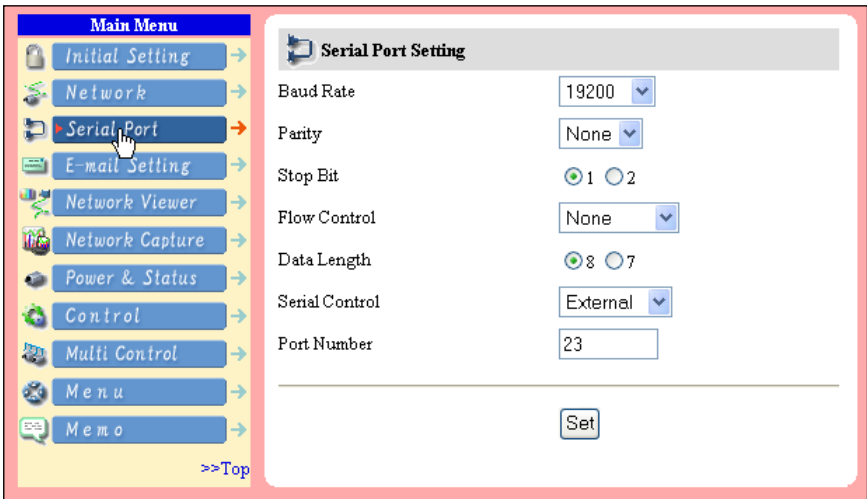 Main Menu
Initial Setting
Network
Serial Port
E-mail Setting
Network Viewer
Network Capture
Power & Status
Control
Multi Control
Menu
Memo
>>Top
Serial Port Setting
Baud Rate 19200
Parity None
Stop Bit 1 2
Flow Control None
Data Length 8 7
Serial Control External
Port Number 23
Set